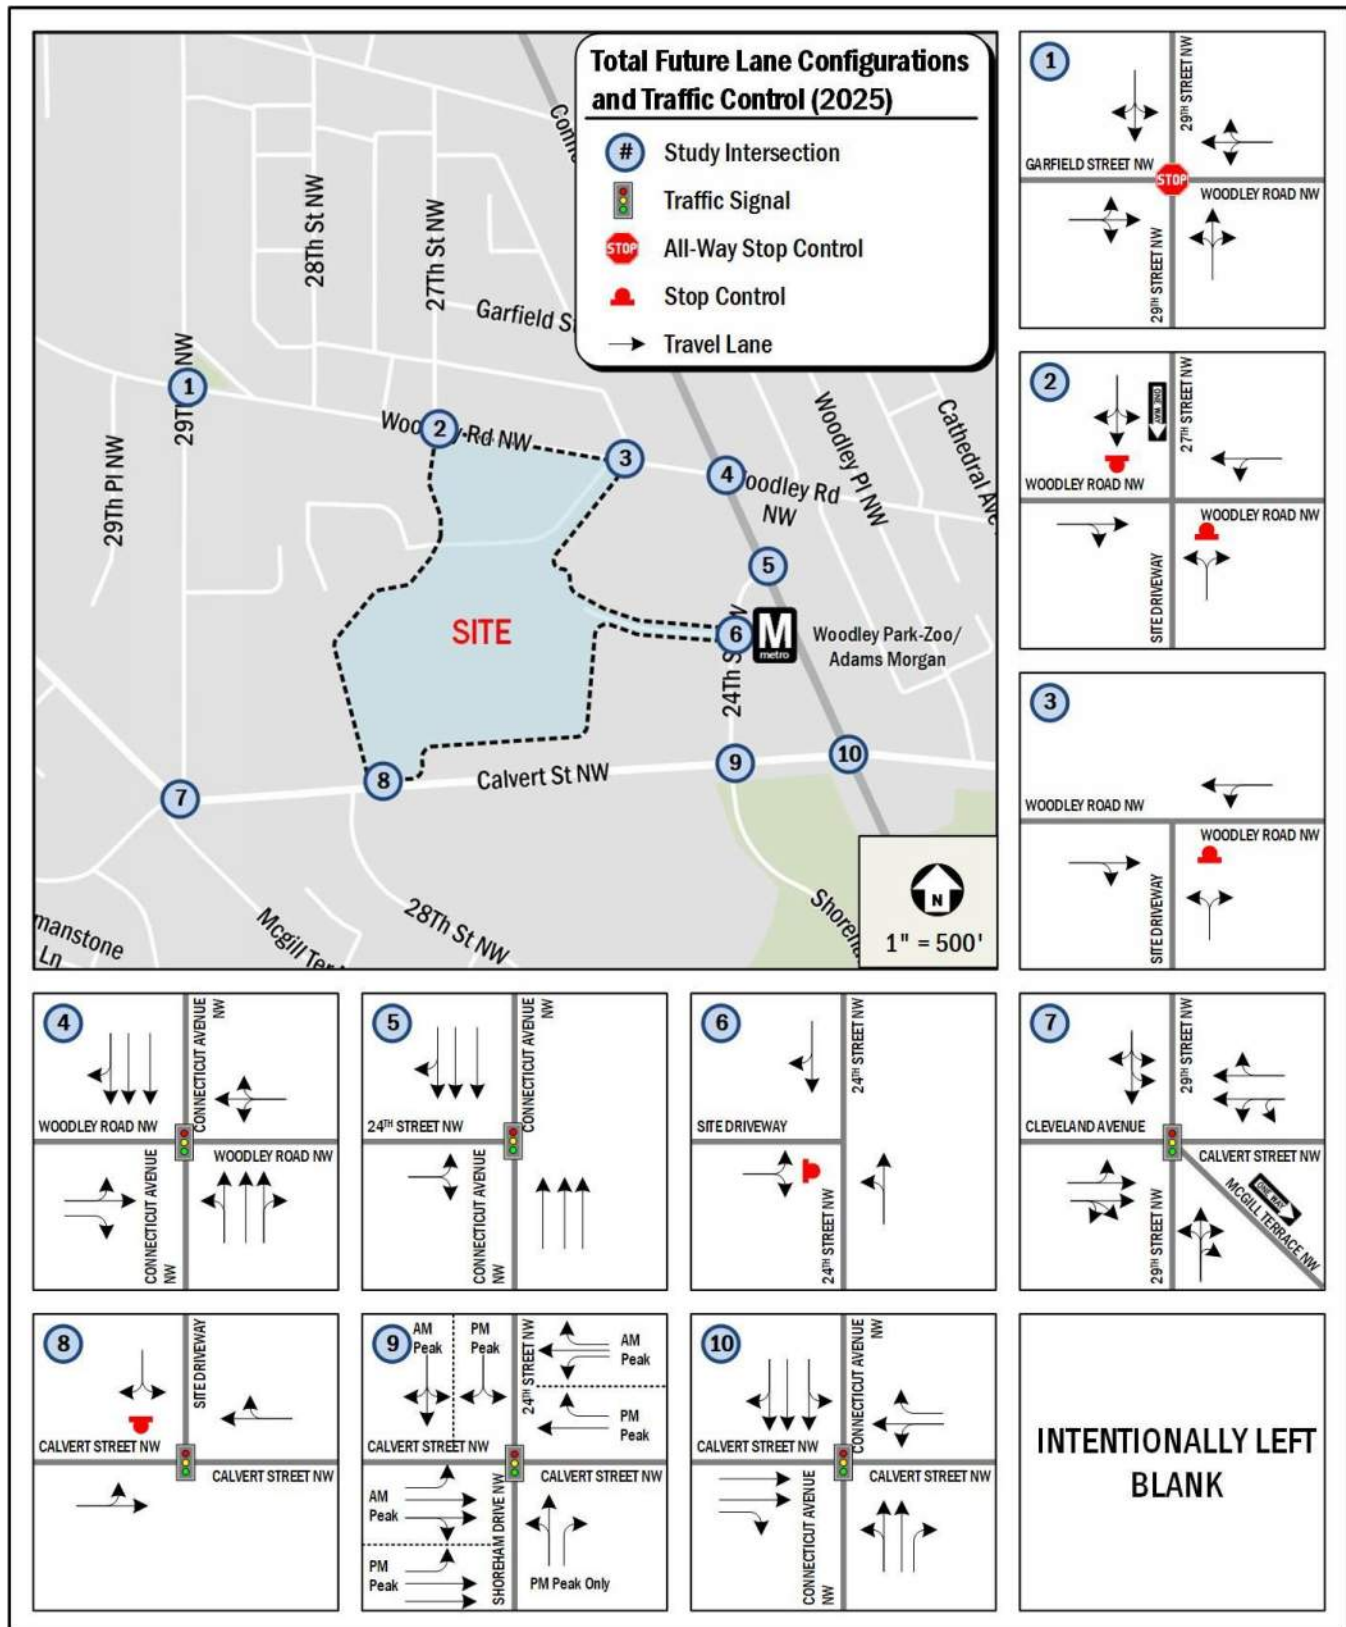 Total Future Lane Configurations
and Traffic Control (2025)
# Study Intersection
Traffic Signal
STOP All-Way Stop Control
Stop Control
Travel Lane
28Th St NW
27Th St NW
Garfield
29Th Pl NW
NW
1
2
Rd NW
3
4
Rd
NW
Woodley Pl NW
Cathedral
5
SITE
6
M
metro
Woodley Park-Zoo/
Adams Morgan
7
8
Calvert St NW
9
10
Mcgill
28Th St NW
Ln
N
1" = 500'
1
29TH STREET NW
GARFIELD STREET NW
STOP
WOODLEY ROAD NW
29TH STREET NW
2
ONE WAY
27TH STREET NW
WOODLEY ROAD NW
WOODLEY ROAD NW
SITE DRIVEWAY
3
WOODLEY ROAD NW
WOODLEY ROAD NW
SITE DRIVEWAY
4
CONNECTICUT AVENUE
NW
WOODLEY ROAD NW
WOODLEY ROAD NW
CONNECTICUT AVENUE
NW
5
CONNECTICUT AVENUE
NW
24TH STREET NW
CONNECTICUT AVENUE
NW
6
24TH STREET NW
SITE DRIVEWAY
24TH STREET NW
7
29TH STREET NW
CLEVELAND AVENUE
CALVERT STREET NW
ONE WAY
MCGILL TERRACE NW
29TH STREET NW
8
SITE DRIVEWAY
CALVERT STREET NW
CALVERT STREET NW
9
AM
Peak
PM
Peak
24TH STREET NW
AM
Peak
PM
Peak
CALVERT STREET NW
CALVERT STREET NW
AM
Peak
PM
Peak
SHOREHAM DRIVE NW
PM Peak Only
10
CONNECTICUT AVENUE
NW
CALVERT STREET NW
CALVERT STREET NW
CONNECTICUT AVENUE
NW
INTENTIONALLY LEFT
BLANK